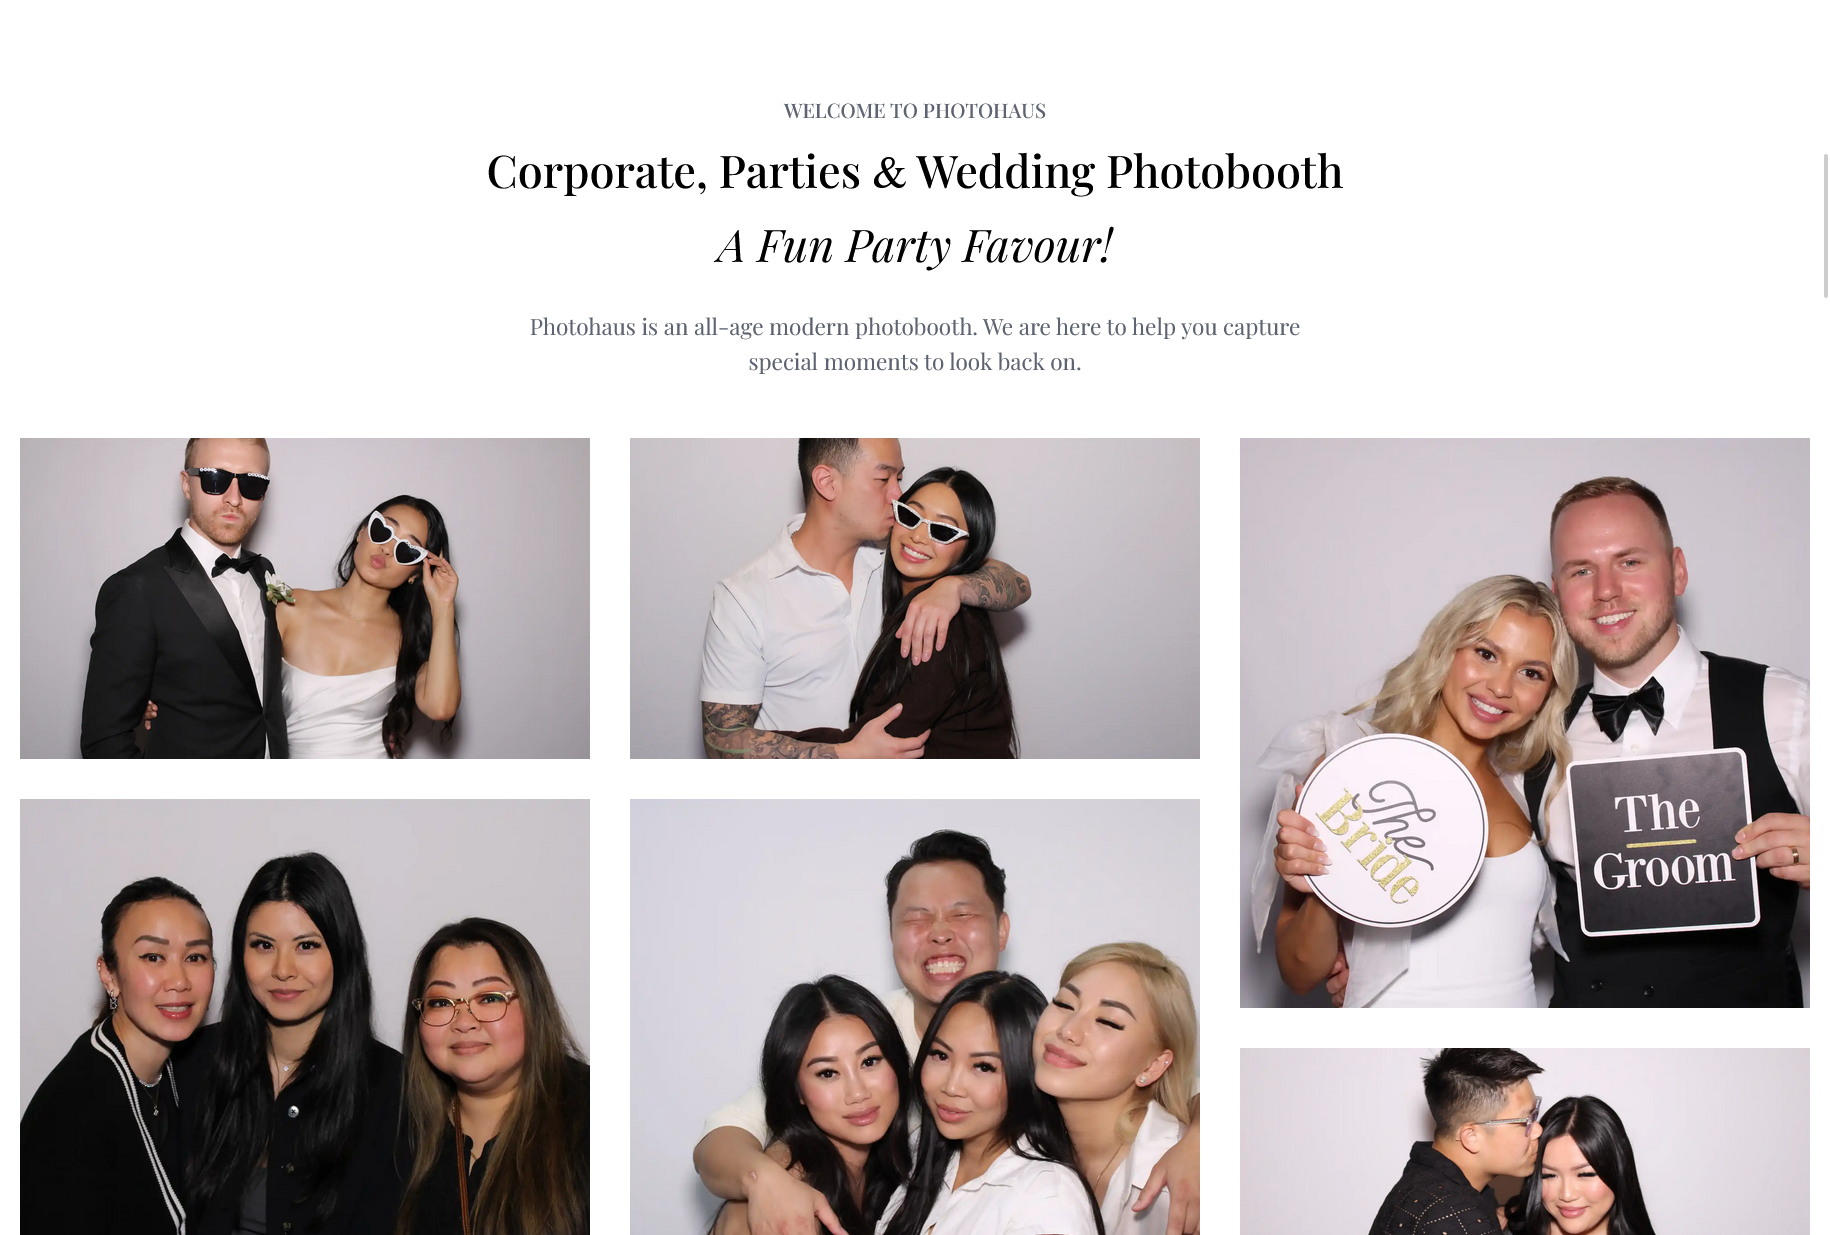 WELCOME TO PHOTOHAUS
Corporate, Parties & Wedding Photobooth
A Fun Party Favour!
Photohaus is an all-age modern photobooth. We are here to help you capture
special moments to look back on.
The
Bride
The
Groom